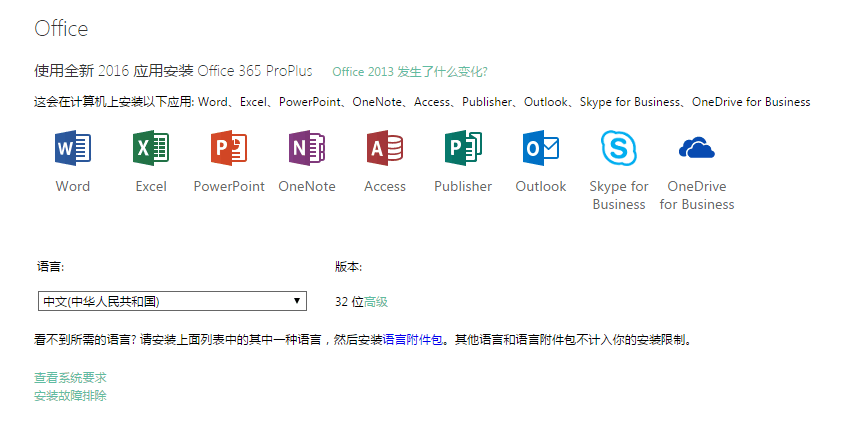 Office
使用全新 2016 应用安装 Office 365 ProPlus Office 2013 发生了什么变化?
这会在计算机上安装以下应用: Word、Excel、PowerPoint、OneNote、Access、Publisher、Outlook、Skype for Business、OneDrive for Business
W X P N A P O S
Word Excel PowerPoint OneNote Access Publisher Outlook Skype for Business OneDrive for Business
语言: 版本:
中文(中华人民共和国) 32 位高级
看不到所需的语言? 请安装上面列表中的其中一种语言，然后安装语言附件包。其他语言和语言附件包不计入你的安装限制。
查看系统要求
安装故障排除